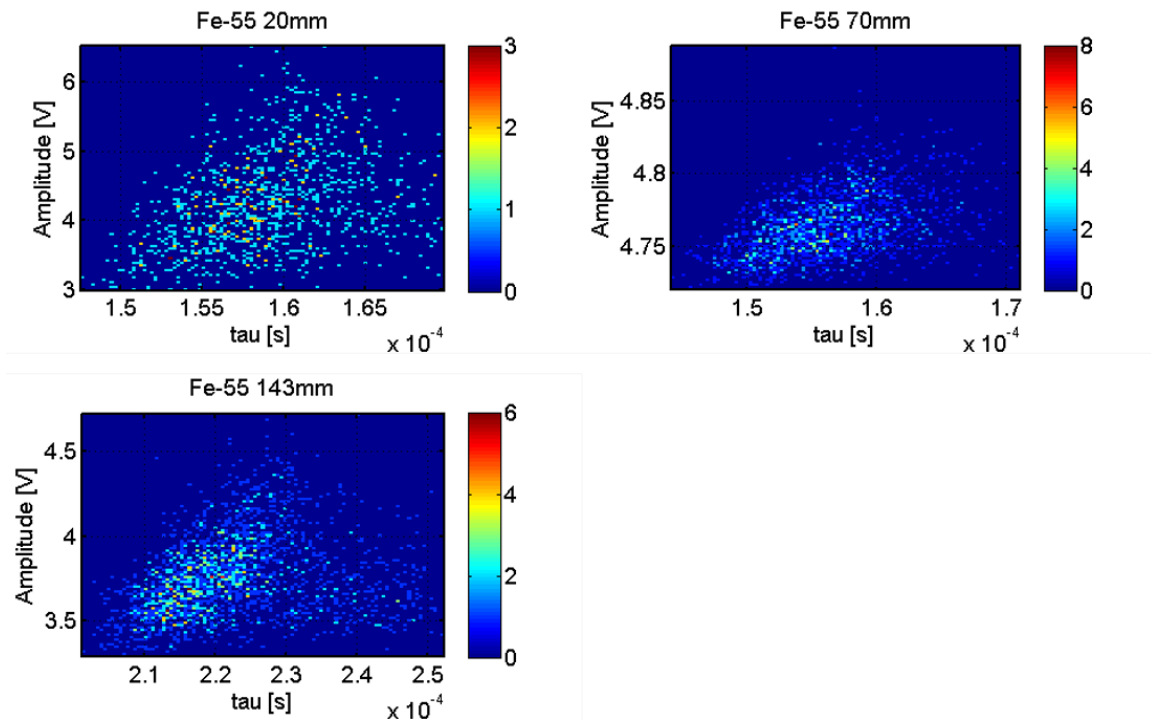 Fe-55 20mm
Amplitude [V]
6
5
4
3
1.5 1.55 1.6 1.65
tau [s]
x 10^-4
3
2
1
0
Fe-55 70mm
Amplitude [V]
4.85
4.8
4.75
1.5 1.6 1.7
tau [s]
x 10^-4
8
6
4
2
0
Fe-55 143mm
Amplitude [V]
4.5
4
3.5
2.1 2.2 2.3 2.4 2.5
tau [s]
x 10^-4
6
4
2
0